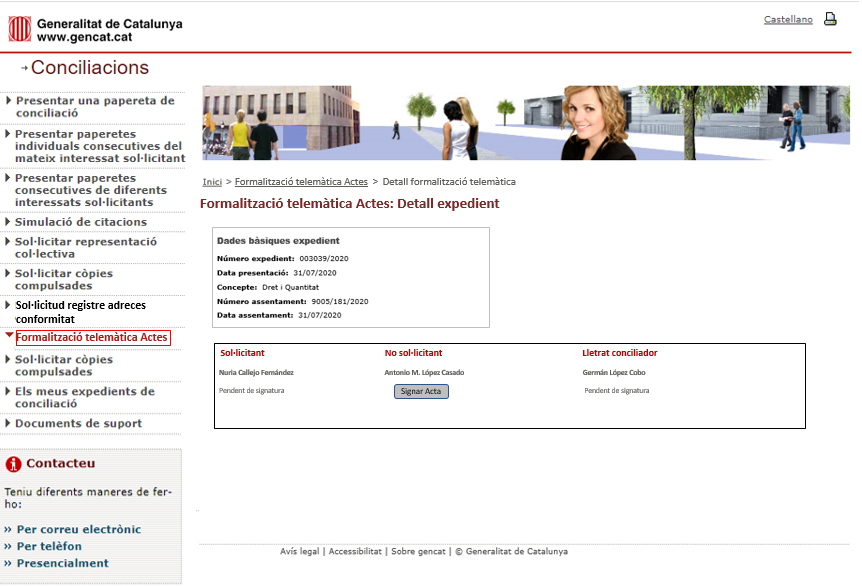 Generalitat de Catalunya
www.gencat.cat
Castellano
Conciliacions
Presentar una papereta de
conciliació
Presentar paperetes
individuals consecutives del
mateix interessat sol·licitant
Presentar paperetes
consecutives de diferents
interessats sol·licitants
Simulació de citacions
Sol·licitar representació
col·lectiva
Sol·licitar còpies
compulsades
Sol·licitud registre adreces
conformitat
Formalització telemàtica Actes
Sol·licitar còpies
compulsades
Els meus expedients de
conciliació
Documents de suport
Contacteu
Teniu diferents maneres de fer-
ho:
» Per correu electrònic
» Per telèfon
» Presencialment
Inici > Formalització telemàtica Actes > Detall formalització telemàtica
Formalització telemàtica Actes: Detall expedient
Dades bàsiques expedient
Número expedient: 003039/2020
Data presentació: 31/07/2020
Concepte: Dret i Quantitat
Número assentament: 9005/181/2020
Data assentament: 31/07/2020
Sol·licitant No sol·licitant Lletrat conciliador
Nuria Callejo Fernández Antonio M. López Casado Germán López Cobo
Pendent de signatura Signar Acta Pendent de signatura
Avís legal | Accessibilitat | Sobre gencat | © Generalitat de Catalunya